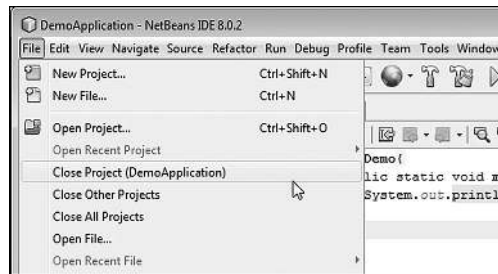 DemoApplication - NetBeans IDE 8.0.2
File Edit View Navigate Source Refactor Run Debug Profile Team Tools Window
New Project... Ctrl+Shift+N
New File... Ctrl+N
Open Project... Ctrl+Shift+O
Open Recent Project
Close Project (DemoApplication)
Close Other Projects
Close All Projects
Open File...
Open Recent File
Demo{
lic static void m
System.out.printl